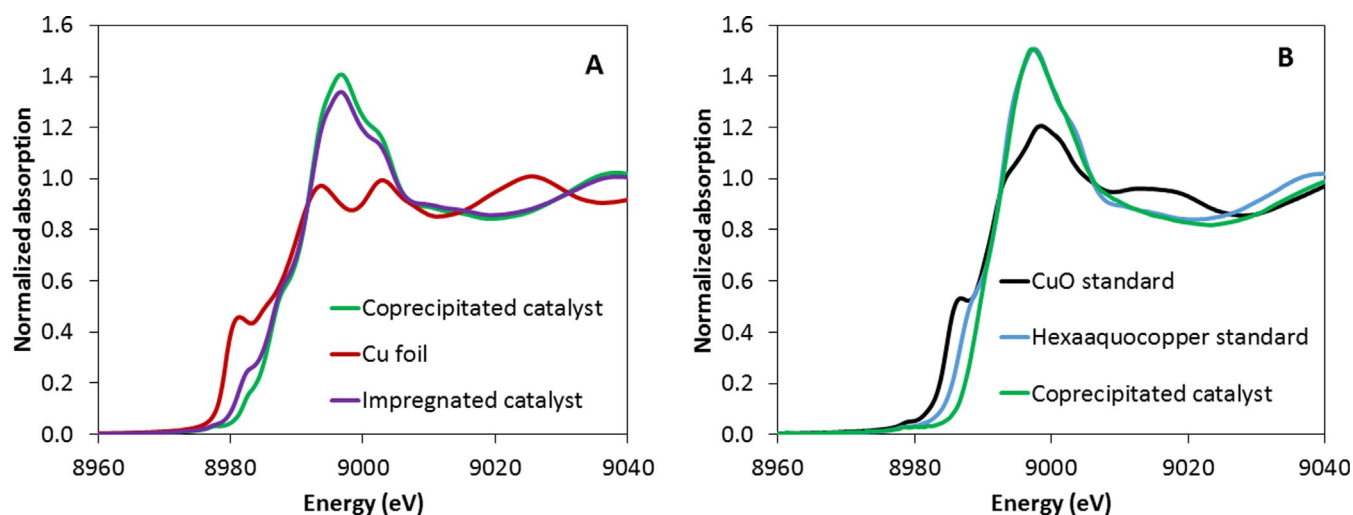 A
Normalized absorption
1.6
1.4
1.2
1.0
0.8
0.6
0.4
0.2
0.0
Coprecipitated catalyst
Cu foil
Impregnated catalyst
8960 8980 9000 9020 9040
Energy (eV)
B
Normalized absorption
1.6
1.4
1.2
1.0
0.8
0.6
0.4
0.2
0.0
CuO standard
Hexaaquocopper standard
Coprecipitated catalyst
8960 8980 9000 9020 9040
Energy (eV)